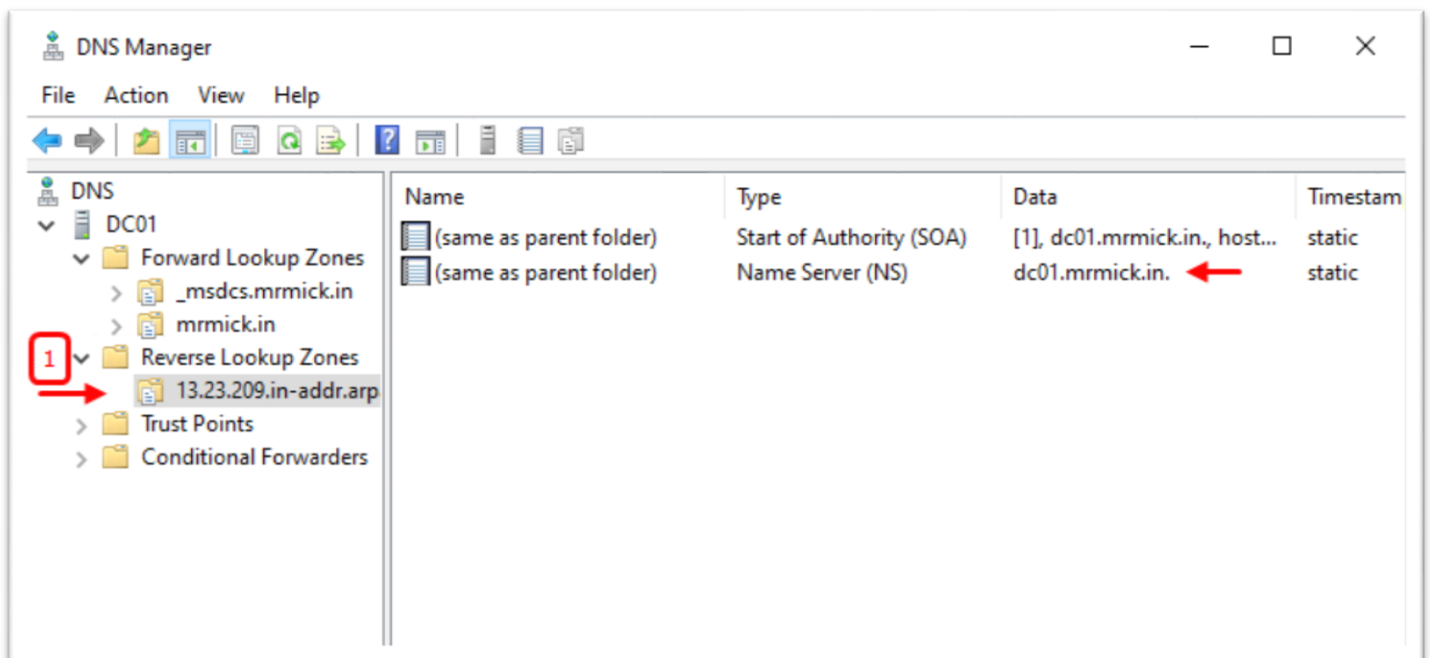 DNS Manager
File Action View Help
DNS
DC01
Forward Lookup Zones
_msdcs.mrmick.in
mrmick.in
1
Reverse Lookup Zones
13.23.209.in-addr.arp
Trust Points
Conditional Forwarders
Name Type Data Timestam
(same as parent folder) Start of Authority (SOA) [1], dc01.mrmick.in., host... static
(same as parent folder) Name Server (NS) dc01.mrmick.in. static